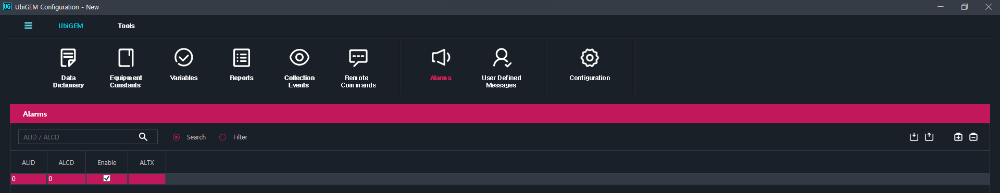 UG UbiGEM Configuration - New
UbiGEM Tools
Data
Dictionary
Equipment
Constants
Variables
Reports
Collection
Events
Remote
Commands
Alarms
User Defined
Messages
Configuration
Alarms
ALID / ALCD Search Filter
ALID ALCD Enable ALTX
0 0